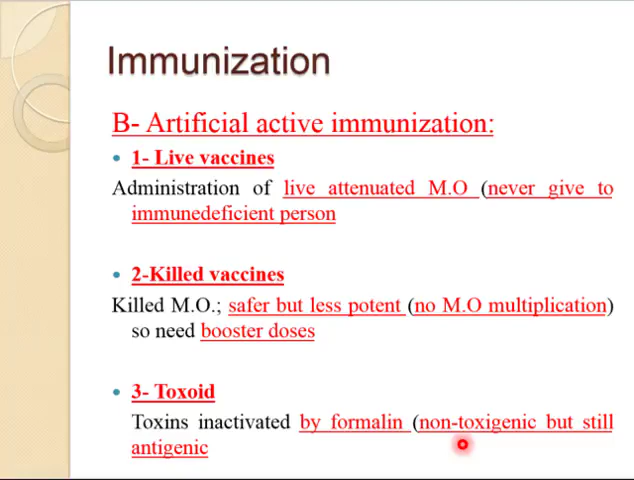 Immunization
B- Artificial active immunization:
• 1- Live vaccines
Administration of live attenuated M.O (never give to
immunedeficient person
• 2-Killed vaccines
Killed M.O.; safer but less potent (no M.O multiplication)
so need booster doses
• 3- Toxoid
Toxins inactivated by formalin (non-toxigenic but still
antigenic